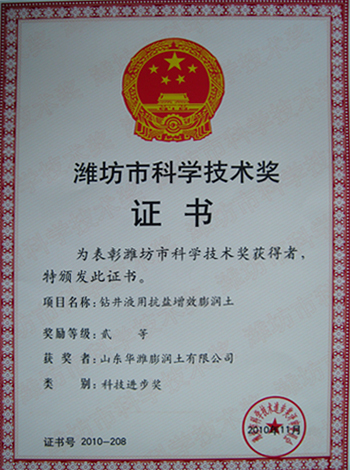 潍坊市科学技术奖
证书
为表彰潍坊市科学技术奖获得者，
特颁发此证书。
项目名称：钻井液用抗盐增效膨润土
奖励等级：贰 等
获 奖 者：山东华潍膨润土有限公司
类 别：科技进步奖
2010年11月
证书号 2010-208